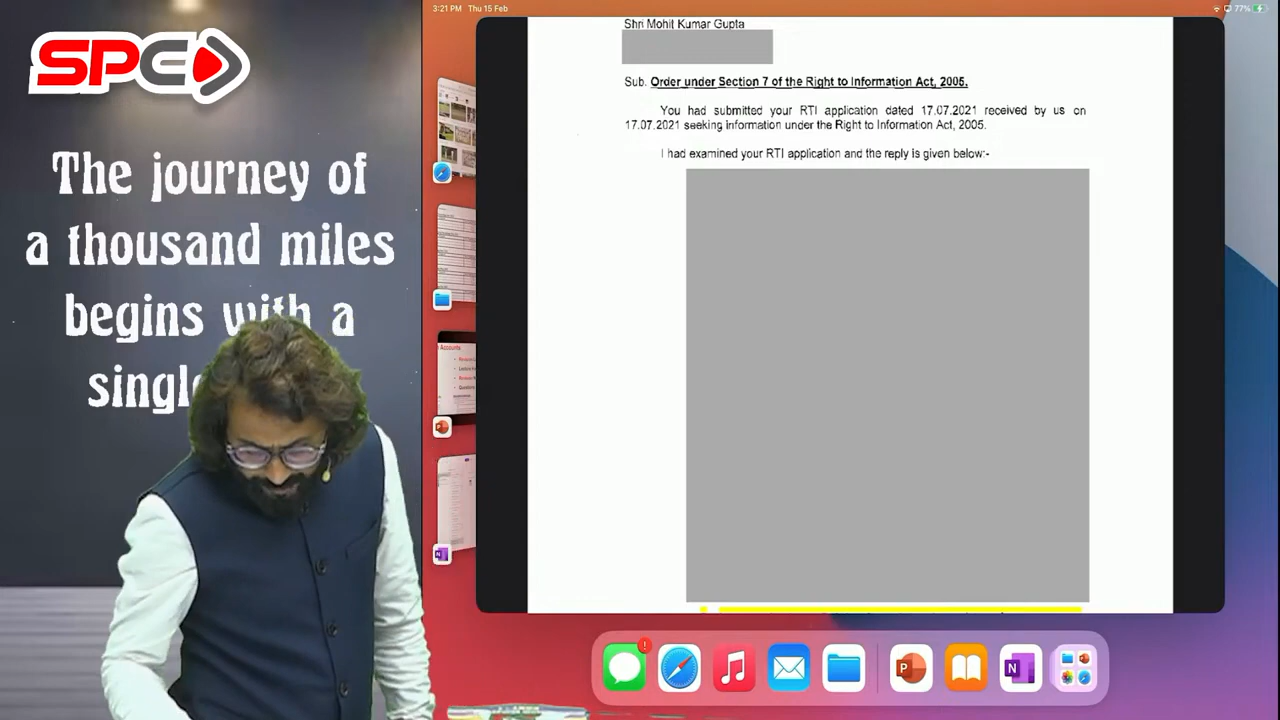 SPC
The journey of
a thousand miles
begins with a
3:21 PM Thu 15 Feb
77%
Shri Mohit Kumar Gupta
Sub. Order under Section 7 of the Right to Information Act, 2005.
You had submitted your RTI application dated 17.07.2021 received by us on
17.07.2021 seeking information under the Right to Information Act, 2005.
I had examined your RTI application and the reply is given below:-
Accounts